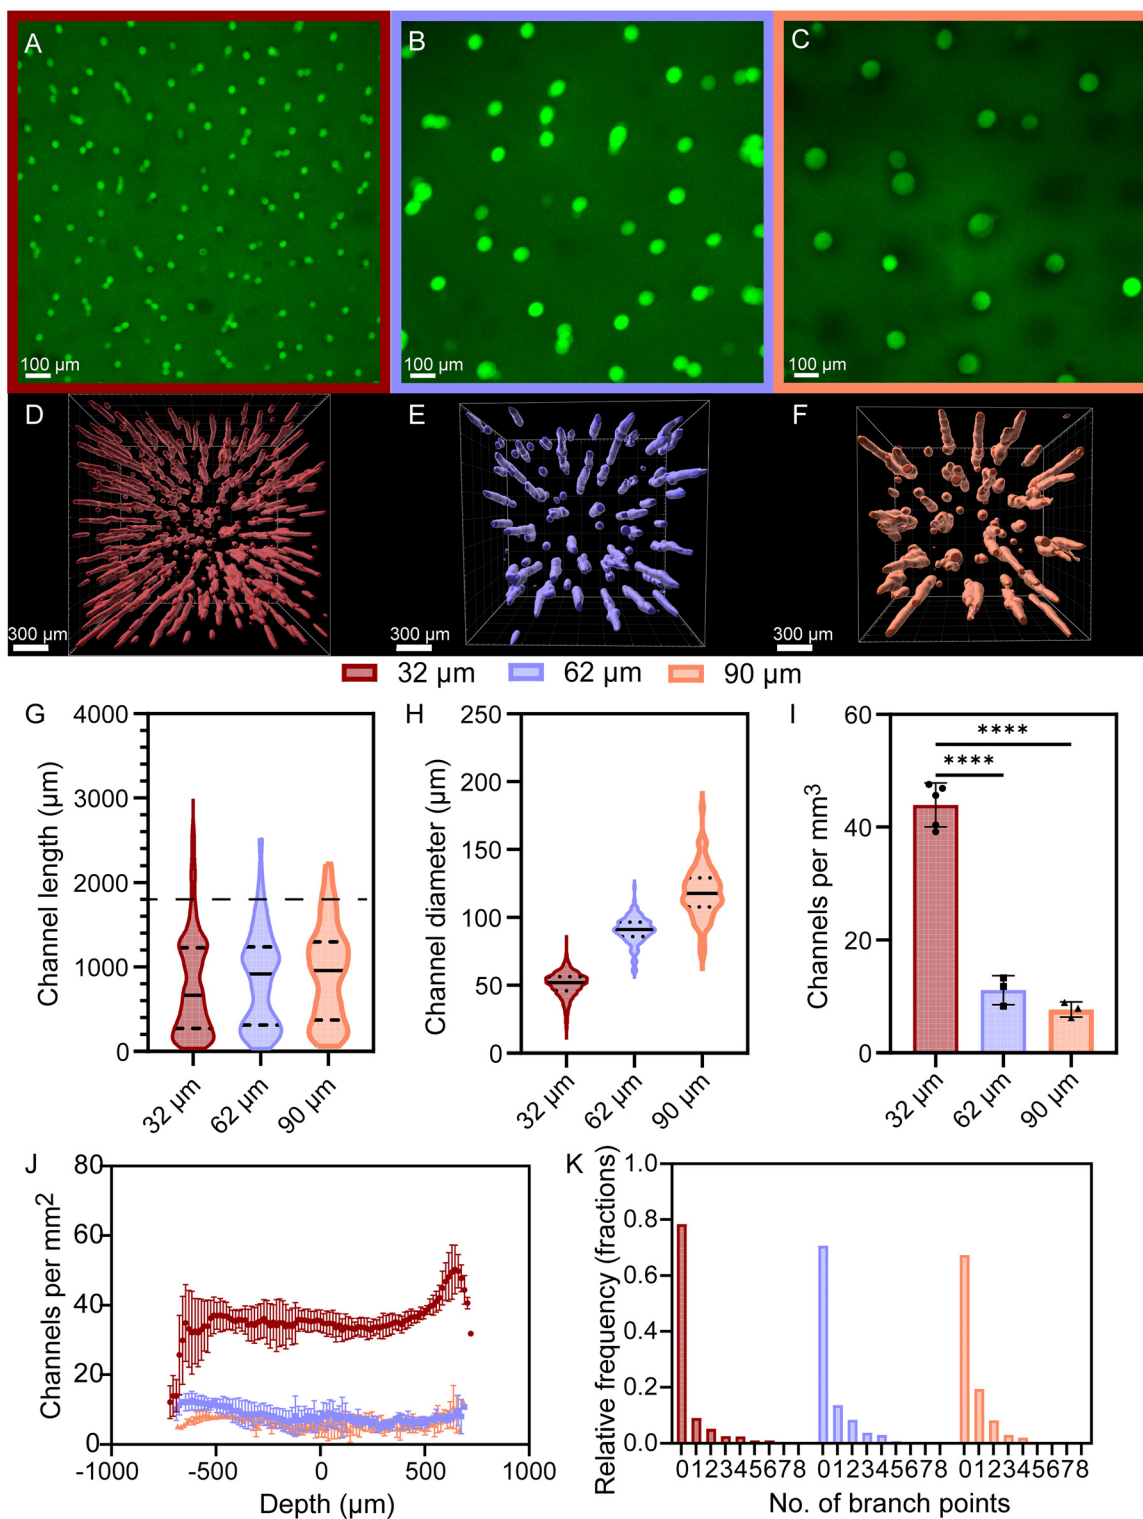 A
B
C
100 µm
100 µm
100 µm
D
E
F
300 µm
300 µm
300 µm
32 µm
62 µm
90 µm
G
Channel length (µm)
4000
3000
2000
1000
0
32 µm
62 µm
90 µm
H
Channel diameter (µm)
250
200
150
100
50
0
32 µm
62 µm
90 µm
I
Channels per mm³
60
40
20
0
****
****
32 µm
62 µm
90 µm
J
Channels per mm²
80
60
40
20
0
-1000
-500
0
500
1000
Depth (µm)
K
Relative frequency (fractions)
1.0
0.8
0.6
0.4
0.2
0.0
012345678
012345678
012345678
No. of branch points